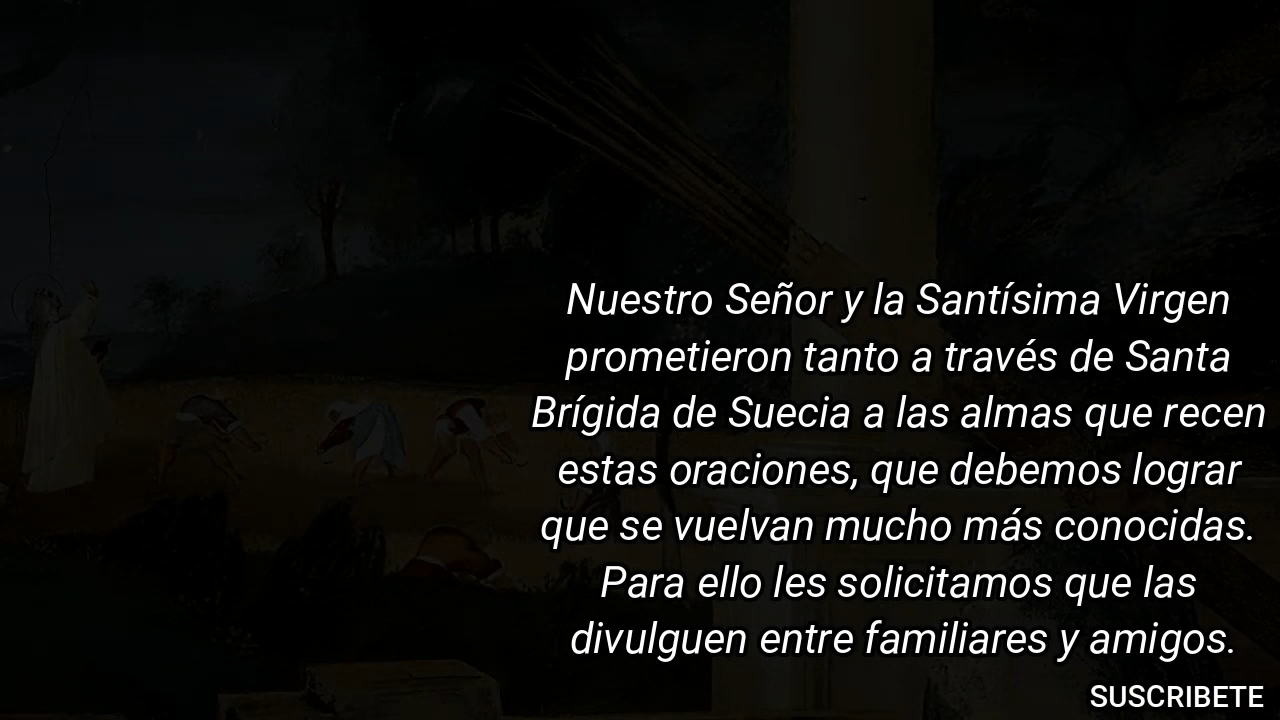 Nuestro Señor y la Santísima Virgen
prometieron tanto a través de Santa
Brígida de Suecia a las almas que recen
estas oraciones, que debemos lograr
que se vuelvan mucho más conocidas.
Para ello les solicitamos que las
divulguen entre familiares y amigos.
SUSCRIBETE